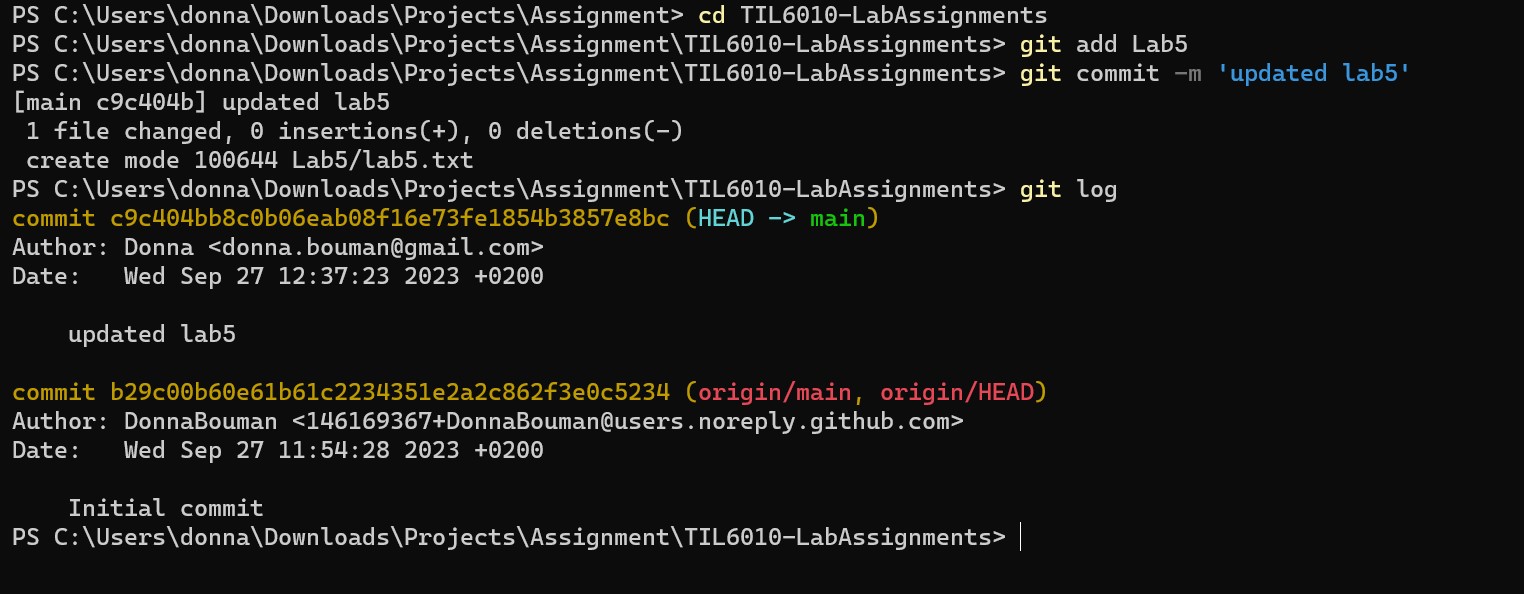 PS C:\Users\donna\Downloads\Projects\Assignment> cd TIL6010-LabAssignments
PS C:\Users\donna\Downloads\Projects\Assignment\TIL6010-LabAssignments> git add Lab5
PS C:\Users\donna\Downloads\Projects\Assignment\TIL6010-LabAssignments> git commit -m 'updated lab5'
[main c9c404b] updated lab5
 1 file changed, 0 insertions(+), 0 deletions(-)
 create mode 100644 Lab5/lab5.txt
PS C:\Users\donna\Downloads\Projects\Assignment\TIL6010-LabAssignments> git log
commit c9c404bb8c0b06eab08f16e73fe1854b3857e8bc (HEAD -> main)
Author: Donna <donna.bouman@gmail.com>
Date:   Wed Sep 27 12:37:23 2023 +0200

    updated lab5

commit b29c00b60e61b61c2234351e2a2c862f3e0c5234 (origin/main, origin/HEAD)
Author: DonnaBouman <146169367+DonnaBouman@users.noreply.github.com>
Date:   Wed Sep 27 11:54:28 2023 +0200

    Initial commit
PS C:\Users\donna\Downloads\Projects\Assignment\TIL6010-LabAssignments>